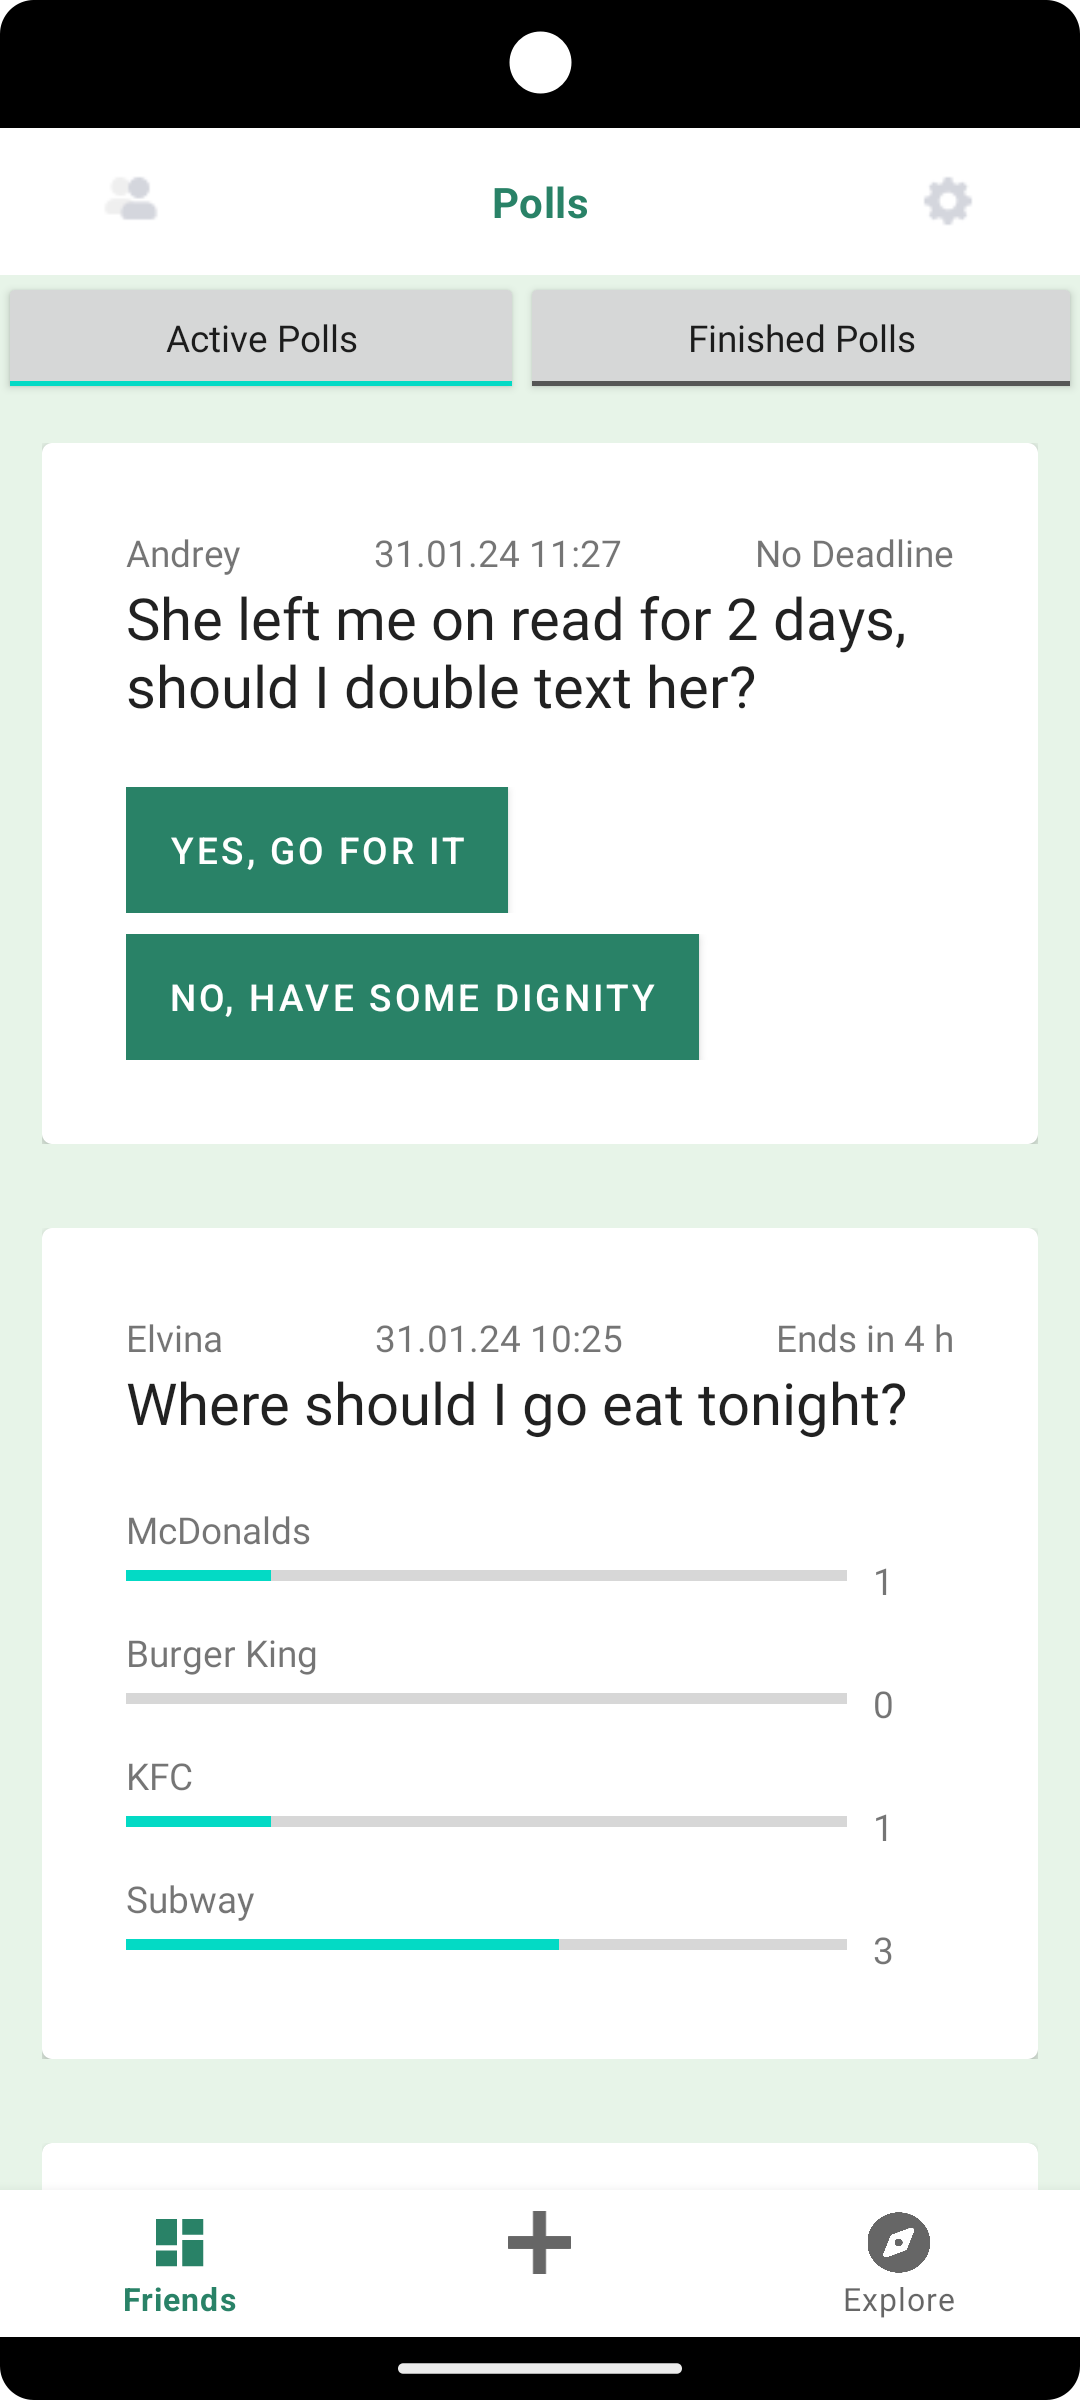 Polls
Active Polls
Finished Polls
Andrey
31.01.24 11:27
No Deadline
She left me on read for 2 days,
should I double text her?
YES, GO FOR IT
NO, HAVE SOME DIGNITY
Elvina
31.01.24 10:25
Ends in 4 h
Where should I go eat tonight?
McDonalds
1
Burger King
0
KFC
1
Subway
3
Friends
Explore